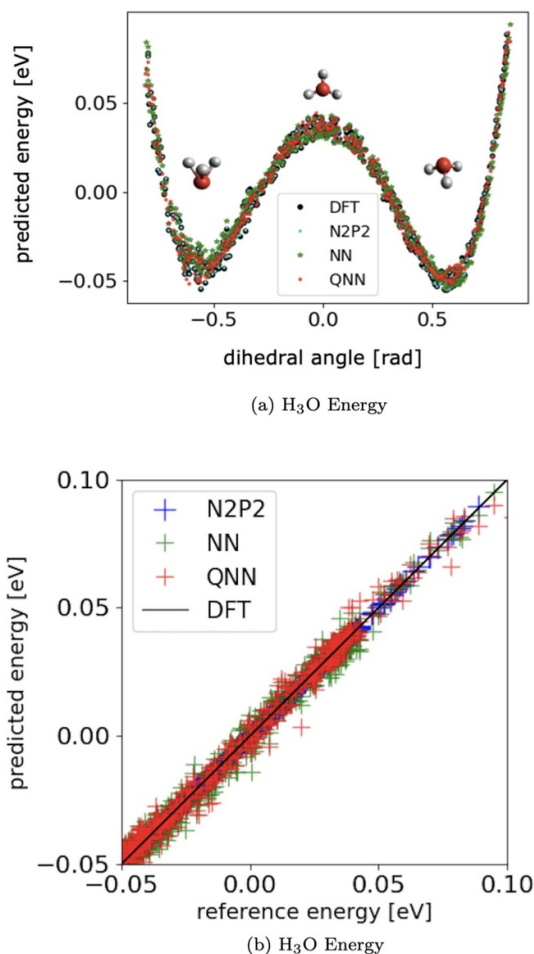 predicted energy [eV]
0.05
0.00
−0.05
DFT
N2P2
NN
QNN
−0.5
0.0
0.5
dihedral angle [rad]
(a) H₃O Energy
predicted energy [eV]
0.10
0.05
0.00
−0.05
N2P2
NN
QNN
DFT
−0.05
0.00
0.05
0.10
reference energy [eV]
(b) H₃O Energy